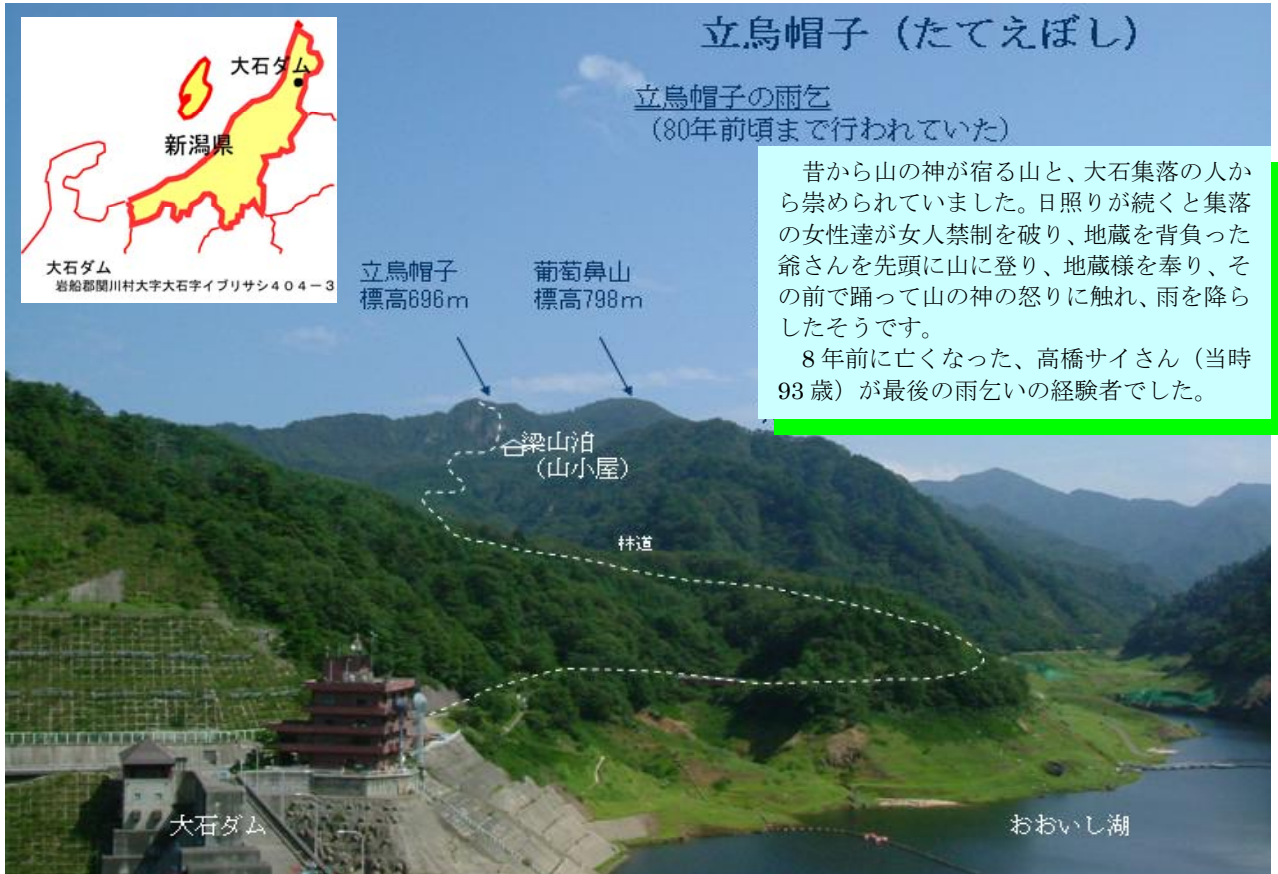 立烏帽子（たてえぼし）
立烏帽子の雨乞
（80年前頃まで行われていた）
大石ダム
新潟県
大石ダム
岩船郡関川村大字大石字イブリサシ４０４－３
昔から山の神が宿る山と、大石集落の人か
ら崇められていました。日照りが続くと集落
の女性達が女人禁制を破り、地蔵を背負った
爺さんを先頭に山に登り、地蔵様を奉り、そ
の前で踊って山の神の怒りに触れ、雨を降ら
したそうです。
8年前に亡くなった、高橋サイさん（当時
93歳）が最後の雨乞いの経験者でした。
立烏帽子
標高696ｍ
葡萄鼻山
標高798ｍ
梁山泊
（山小屋）
林道
大石ダム
おおいし湖